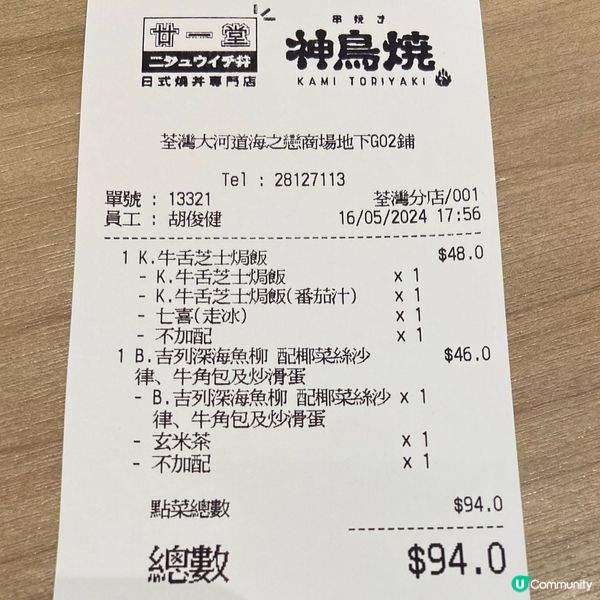 廿一堂
二タュウイチ丼
日式燒丼專門店
串燒き
神鳥燒
KAMI TORIYAKI
荃灣大河道海之戀商場地下G02鋪
Tel : 28127113
單號 : 13321 荃灣分店/001
員工 : 胡俊健 16/05/2024 17:56
1 K.牛舌芝士焗飯 $48.0
- K.牛舌芝士焗飯 x 1
- K.牛舌芝士焗飯(番茄汁) x 1
- 七喜(走冰) x 1
- 不加配 x 1
1 B.吉列深海魚柳 配椰菜絲沙 $46.0
律、牛角包及炒滑蛋
- B.吉列深海魚柳 配椰菜絲沙 x 1
律、牛角包及炒滑蛋
- 玄米茶 x 1
- 不加配 x 1
點菜總數 $94.0
總數 $94.0
U Community